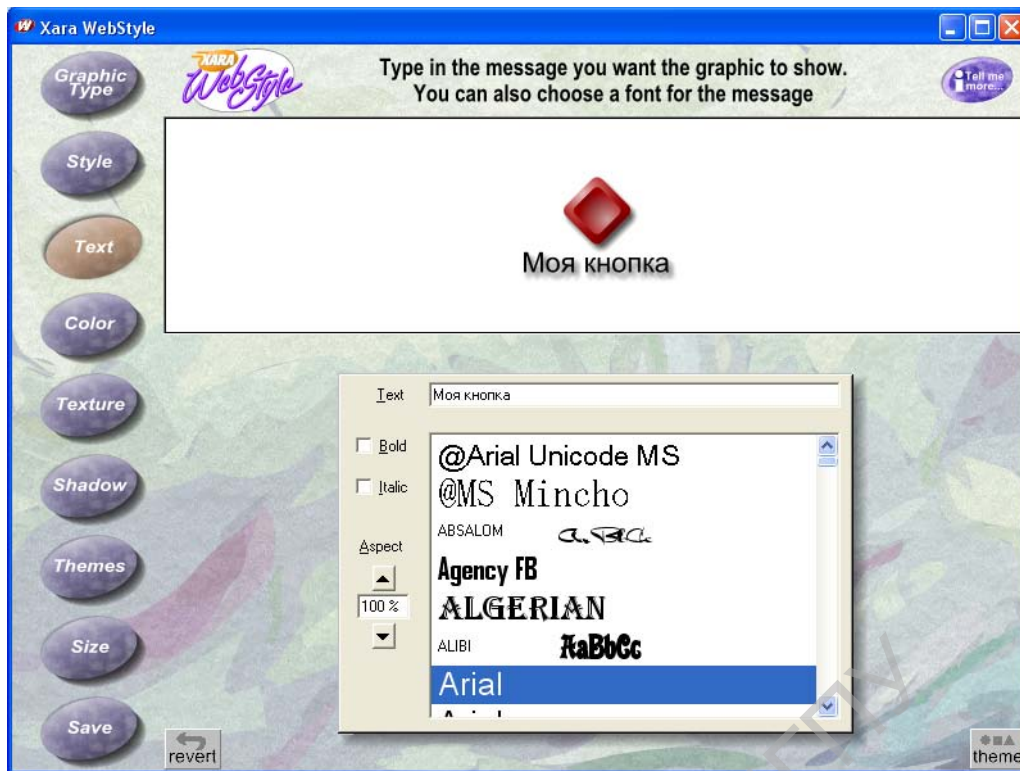 Xara WebStyle
Graphic Type
XARA WebStyle
Type in the message you want the graphic to show.
You can also choose a font for the message
Tell me more...
Style
Text
Color
Texture
Shadow
Themes
Size
Save
Моя кнопка
Text
Моя кнопка
Bold
Italic
Aspect
100 %
@Arial Unicode MS
@MS Mincho
ABSALOM a.B.C.
Agency FB
ALGERIAN
ALIBI AaBbCc
Arial
revert
theme